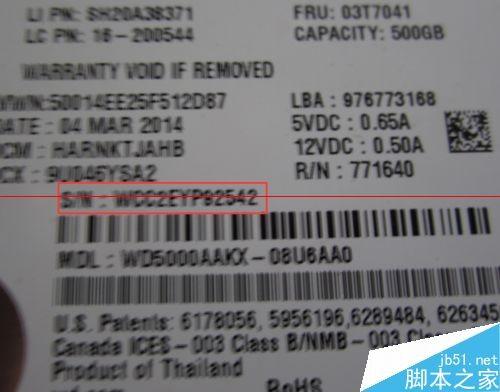 LI P/N: SH20A38371 FRU: 03T7041
LC P/N: 16-200544 CAPACITY: 500GB
WARRANTY VOID IF REMOVED
WWN:50014EE25F512D87 LBA : 976773168
DATE : 04 MAR 2014 5VDC : 0.65A
DCM : HARNKTJAHB 12VDC : 0.50A
DCX : 9U046YSA2 R/N : 771640
S/N : WCC2EYP92542
MDL : WD5000AAKX-08U6AA0
U.S. Patents: 6178056, 5956196,6289484, 626345
Canada ICES-003 Class B/NMB-003 Class
Product of Thailand
RoHS
jb51.net
脚本之家